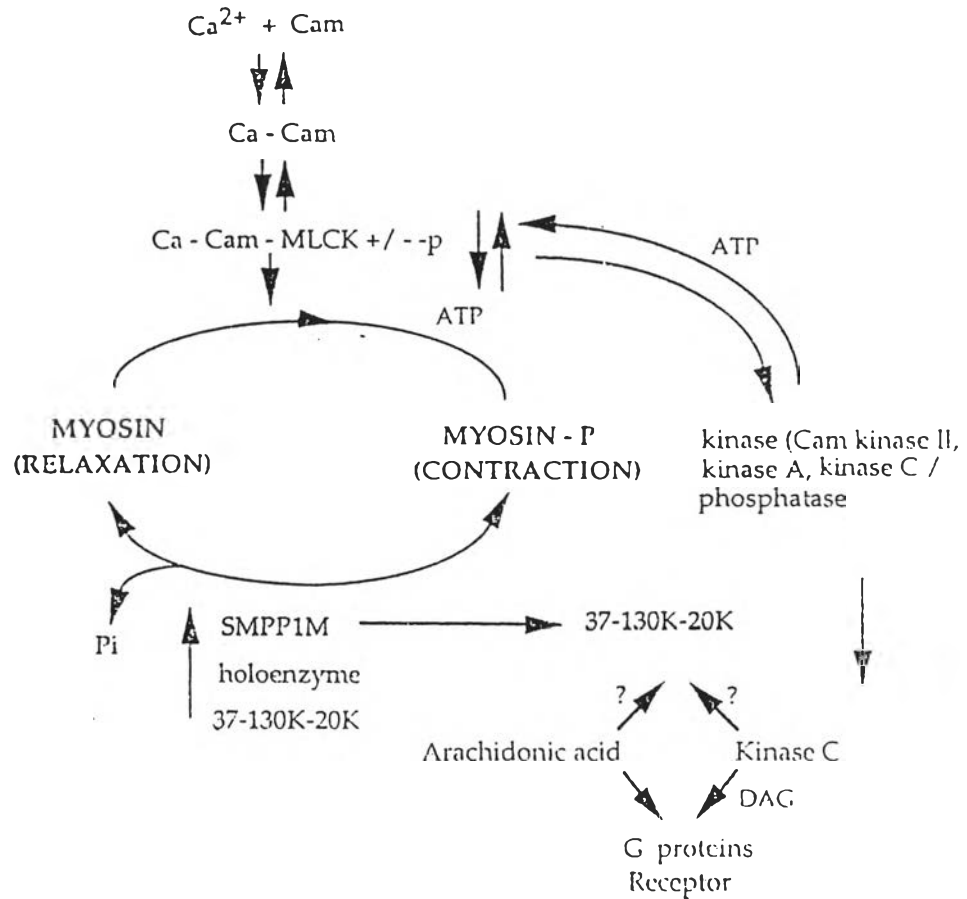 Ca2+ + Cam
Ca - Cam
Ca - Cam - MLCK +/ - -p
ATP
ATP
MYOSIN
(RELAXATION)
MYOSIN - P
(CONTRACTION)
kinase (Cam kinase II,
kinase A, kinase C /
phosphatase
Pi
SMPP1M
holoenzyme
37-130K-20K
37-130K-20K
? ?
Arachidonic acid
Kinase C
DAG
G proteins
Receptor